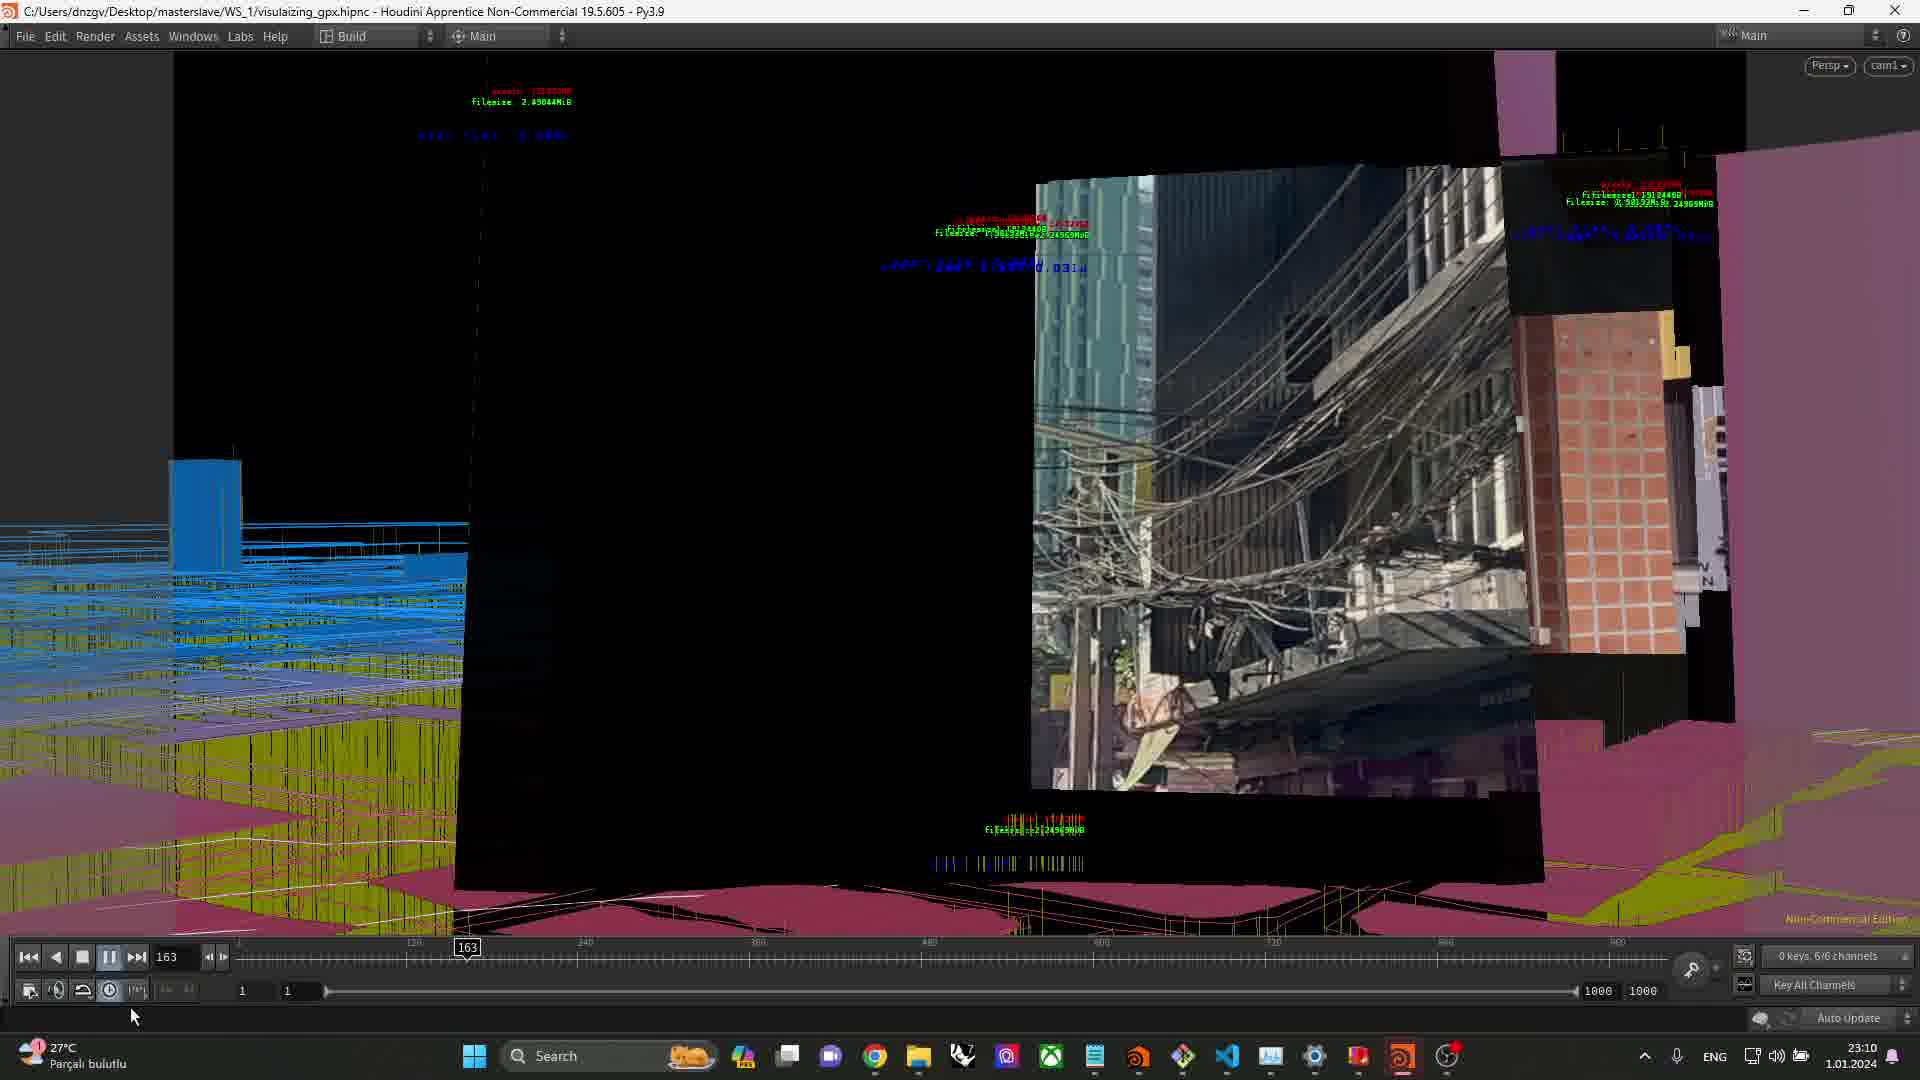 C:/Users/dnzgv/Desktop/masterslave/WS_1/visulaizing_gpx.hipnc - Houdini Apprentice Non-Commercial 19.5.605 - Py3.9
File Edit Render Assets Windows Labs Help Build Main Main
Persp cam1
filesize: 2.49044MiB
Non-Commercial Edition
163 120 163 240 360 480 600 720 840 960 0 keys, 6/6 channels
1 1 1000 1000 Key All Channels
Auto Update
27°C
Parçalı bulutlu
Search
ENG
23:10
1.01.2024